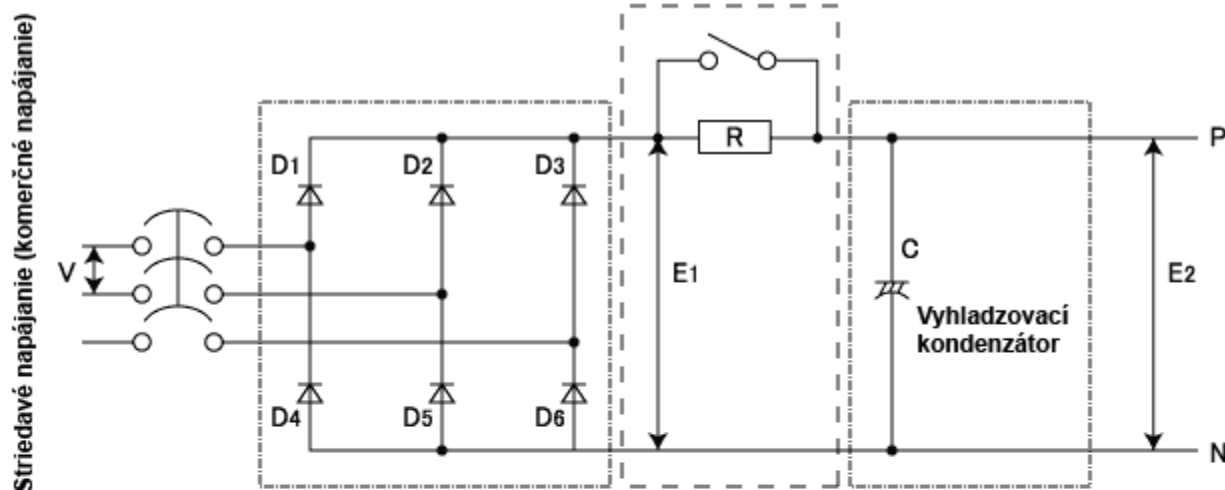 Striedavé napájanie (komerčné napájanie)
D1
D2
D3
R
P
V
E1
C
E2
Vyhladzovací
kondenzátor
D4
D5
D6
N